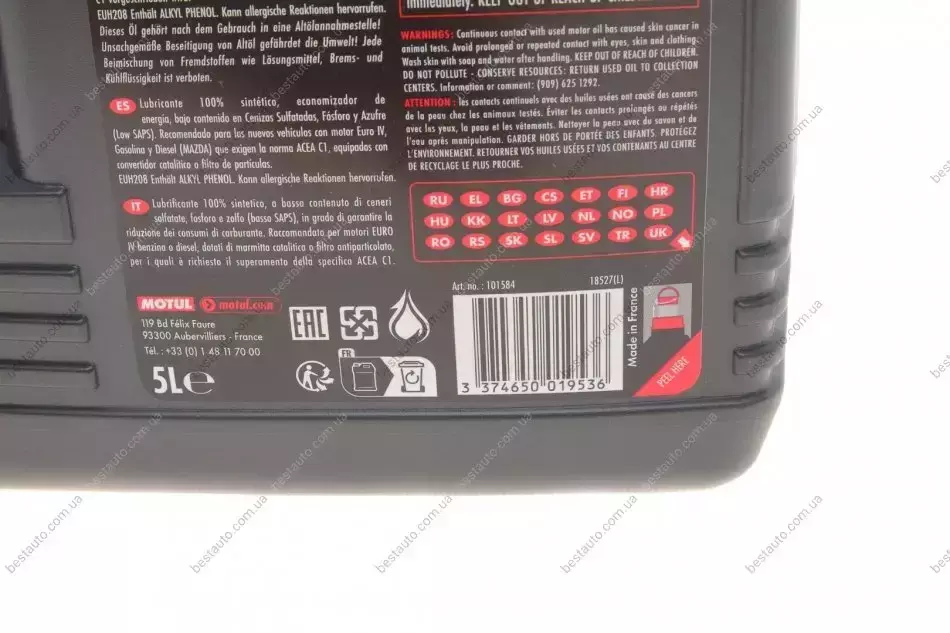 EUH208 Enthält ALKYL PHENOL. Kann allergische Reaktionen hervorrufen.
Dieses Öl gehört nach dem Gebrauch in eine Altölannahmestelle!
Unsachgemäße Beseitigung von Altöl gefährdet die Umwelt! Jede
Beimischung von Fremdstoffen wie Lösungsmittel, Brems- und
Kühlflüssigkeit ist verboten.
ES Lubricante 100% sintético, economizador de
energía, bajo contenido en Cenizas Sulfatadas, Fósforo y Azufre
(Low SAPS). Recomendado para los nuevos vehículos con motor Euro IV,
Gasolina y Diesel (MAZDA) que exigen la norma ACEA C1, equipados con
convertidor catalítico o filtro de partículas.
EUH208 Enthält ALKYL PHENOL. Kann allergische Reaktionen hervorrufen.
IT Lubrificante 100% sintetico, a basso contenuto di ceneri
solfatate, fosforo e zolfo (basso SAPS), in grado di garantire la
riduzione dei consumi di carburante. Raccomandato per motori EURO
IV benzina o diesel, dotati di marmitta catalitica o filtro antiparticolato,
per i quali è richiesto il superamento della specifica ACEA C1.
MOTUL motul.com
119 Bd Félix Faure
93300 Aubervilliers - France
Tél. : +33 (0) 1 48 11 70 00
5L e
EAC
FR
immediately. KEEP OUT OF REACH OF
WARNINGS: Continuous contact with used motor oil has caused skin cancer in
animal tests. Avoid prolonged or repeated contact with eyes, skin and clothing.
Wash skin with soap and water after handling. KEEP OUT OF REACH OF CHILDREN.
DO NOT POLLUTE - CONSERVE RESOURCES: RETURN USED OIL TO COLLECTION
CENTERS. Information or comment: (909) 625 1292.
ATTENTION : les contacts continuels avec des huiles usées ont causé des cancers
de la peau chez les animaux testés. Éviter les contacts prolongés ou répétés
avec les yeux, la peau et les vêtements. Nettoyer la peau avec du savon et de
l'eau après manipulation. GARDER HORS DE PORTÉE DES ENFANTS. PROTÉGEZ
L'ENVIRONNEMENT. RETOURNER VOS HUILES USÉES ET VOS CONTENANTS AU CENTRE
DE RECYCLAGE LE PLUS PROCHE.
RU EL BG CS ET FI HR
HU KK LT LV NL NO PL
RO RS SK SL SV TR UK
Art. no. : 101584 18527(L)
3 374650 019536
Made in France
PEEL HERE
bestauto.com.ua